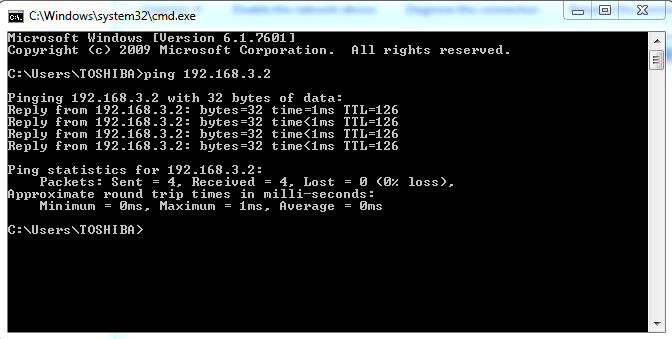 Disable this network device
Diagnose this connection
C:\Windows\system32\cmd.exe
Microsoft Windows [Version 6.1.7601]
Copyright (c) 2009 Microsoft Corporation.  All rights reserved.
C:\Users\TOSHIBA>ping 192.168.3.2
Pinging 192.168.3.2 with 32 bytes of data:
Reply from 192.168.3.2: bytes=32 time=1ms TTL=126
Reply from 192.168.3.2: bytes=32 time<1ms TTL=126
Reply from 192.168.3.2: bytes=32 time<1ms TTL=126
Reply from 192.168.3.2: bytes=32 time<1ms TTL=126
Ping statistics for 192.168.3.2:
    Packets: Sent = 4, Received = 4, Lost = 0 (0% loss),
Approximate round trip times in milli-seconds:
    Minimum = 0ms, Maximum = 1ms, Average = 0ms
C:\Users\TOSHIBA>